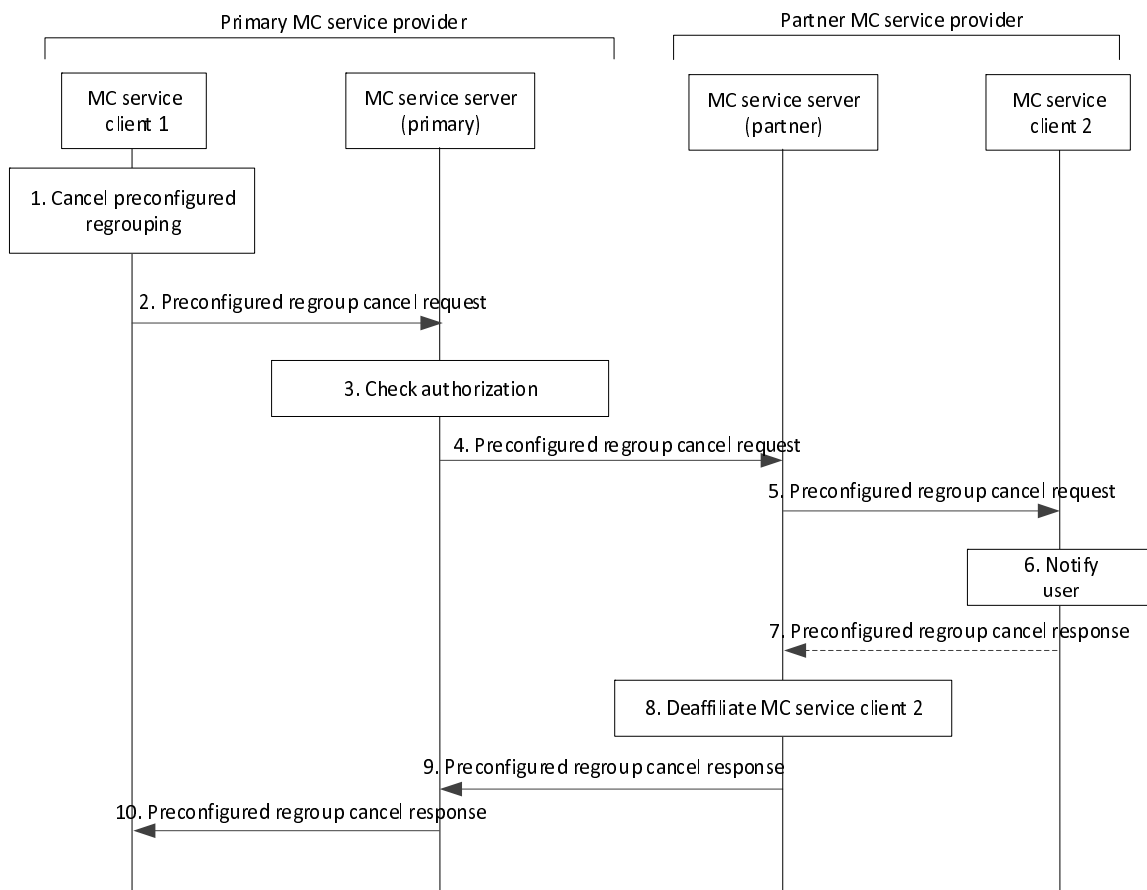 Primary MC service provider
Partner MC service provider
MC service
client 1
MC service server
(primary)
MC service server
(partner)
MC service
client 2
1. Cancel preconfigured
regrouping
2. Preconfigured regroup cancel request
3. Check authorization
4. Preconfigured regroup cancel request
5. Preconfigured regroup cancel request
6. Notify
user
7. Preconfigured regroup cancel response
8. Deaffiliate MC service client 2
9. Preconfigured regroup cancel response
10. Preconfigured regroup cancel response